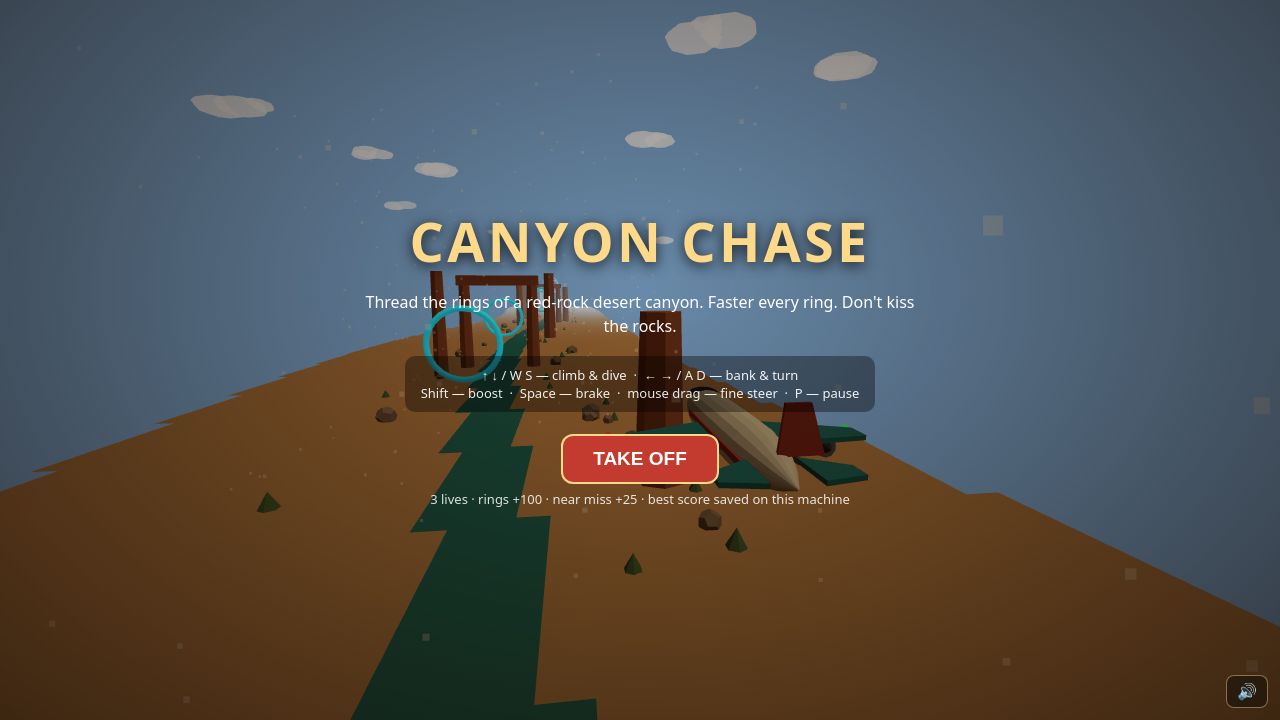 CANYON CHASE
Thread the rings of a red-rock desert canyon. Faster every ring. Don't kiss
the rocks.
↑ ↓ / W S — climb & dive · ← → / A D — bank & turn
Shift — boost · Space — brake · mouse drag — fine steer · P — pause
TAKE OFF
3 lives · rings +100 · near miss +25 · best score saved on this machine